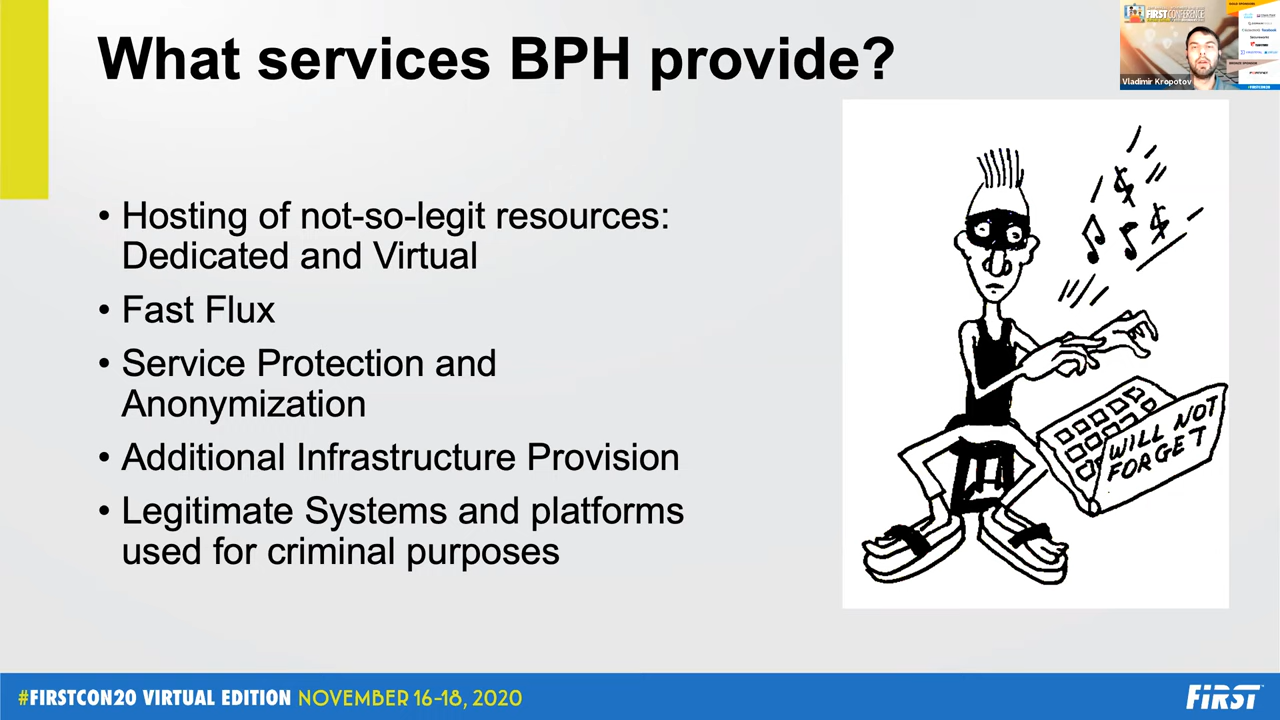 What services BPH provide?
FIRST CONFERENCE
Vladimir Kropotov
• Hosting of not-so-legit resources:
Dedicated and Virtual
• Fast Flux
• Service Protection and
Anonymization
• Additional Infrastructure Provision
• Legitimate Systems and platforms
used for criminal purposes
WILL NOT
FORGET
#FIRSTCON20 VIRTUAL EDITION NOVEMBER 16-18, 2020
FIRST